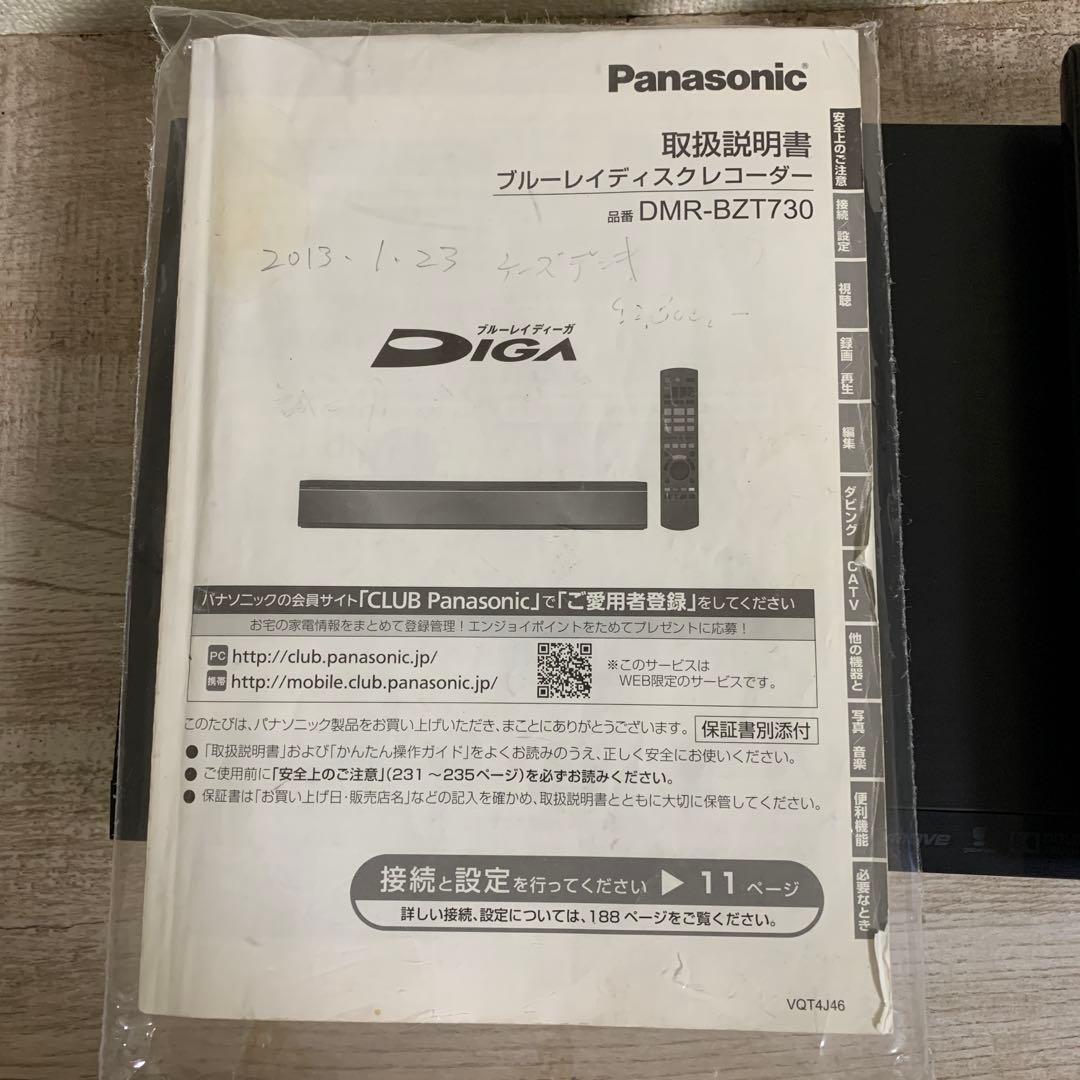 Panasonic®
取扱説明書
ブルーレイディスクレコーダー
品番 DMR-BZT730
2013.1.23 ケーズデンキ
ブルーレイディーガ
DIGA
パナソニックの会員サイト「CLUB Panasonic」で「ご愛用者登録」をしてください
お宅の家電情報をまとめて登録管理！エンジョイポイントをためてプレゼントに応募！
PC http://club.panasonic.jp/
携帯 http://mobile.club.panasonic.jp/
※このサービスは
WEB限定のサービスです。
このたびは、パナソニック製品をお買い上げいただき、まことにありがとうございます。 保証書別添付
● 「取扱説明書」および「かんたん操作ガイド」をよくお読みのうえ、正しく安全にお使いください。
● ご使用前に「安全上のご注意」（231～235ページ）を必ずお読みください。
● 保証書は「お買い上げ日・販売店名」などの記入を確かめ、取扱説明書とともに大切に保管してください。
接続と設定を行ってください ▶ 11 ページ
詳しい接続、設定については、188 ページをご覧ください。
VQT4J46
安全上のご注意
接続／設定
視聴
録画／再生
編集
ダビング
CATV
他の機器と
写真／音楽
便利機能
必要なとき